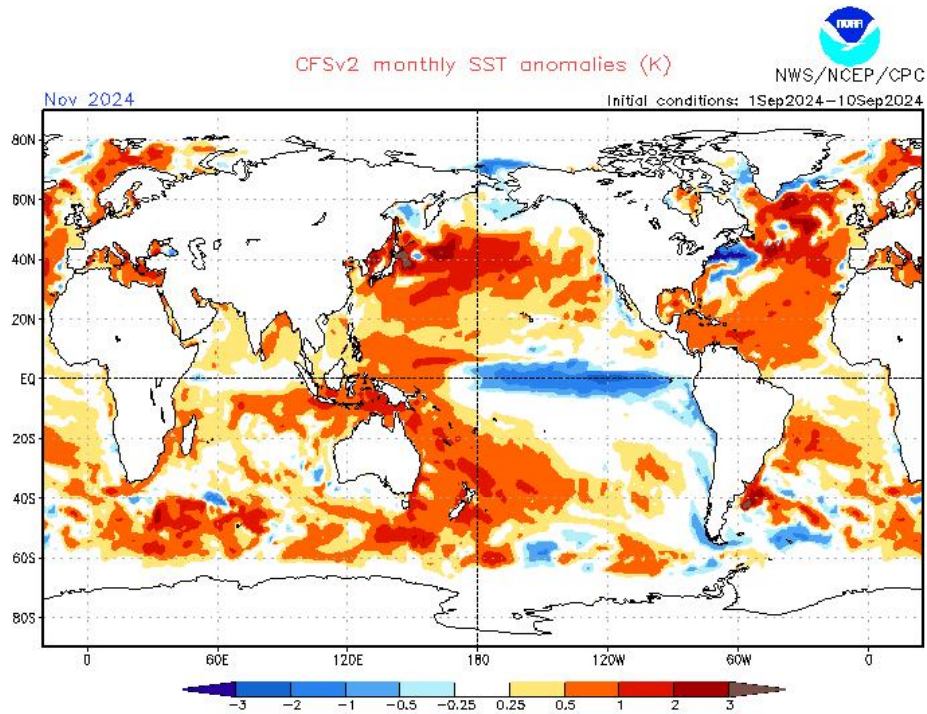 NOAA
CFSv2 monthly SST anomalies (K)
NWS/NCEP/CPC
Nov 2024
Initial conditions: 1Sep2024-10Sep2024
80N
60N
40N
20N
EQ
20S
40S
60S
80S
0 60E 120E 180 120W 60W 0
-3 -2 -1 -0.5 -0.25 0.25 0.5 1 2 3